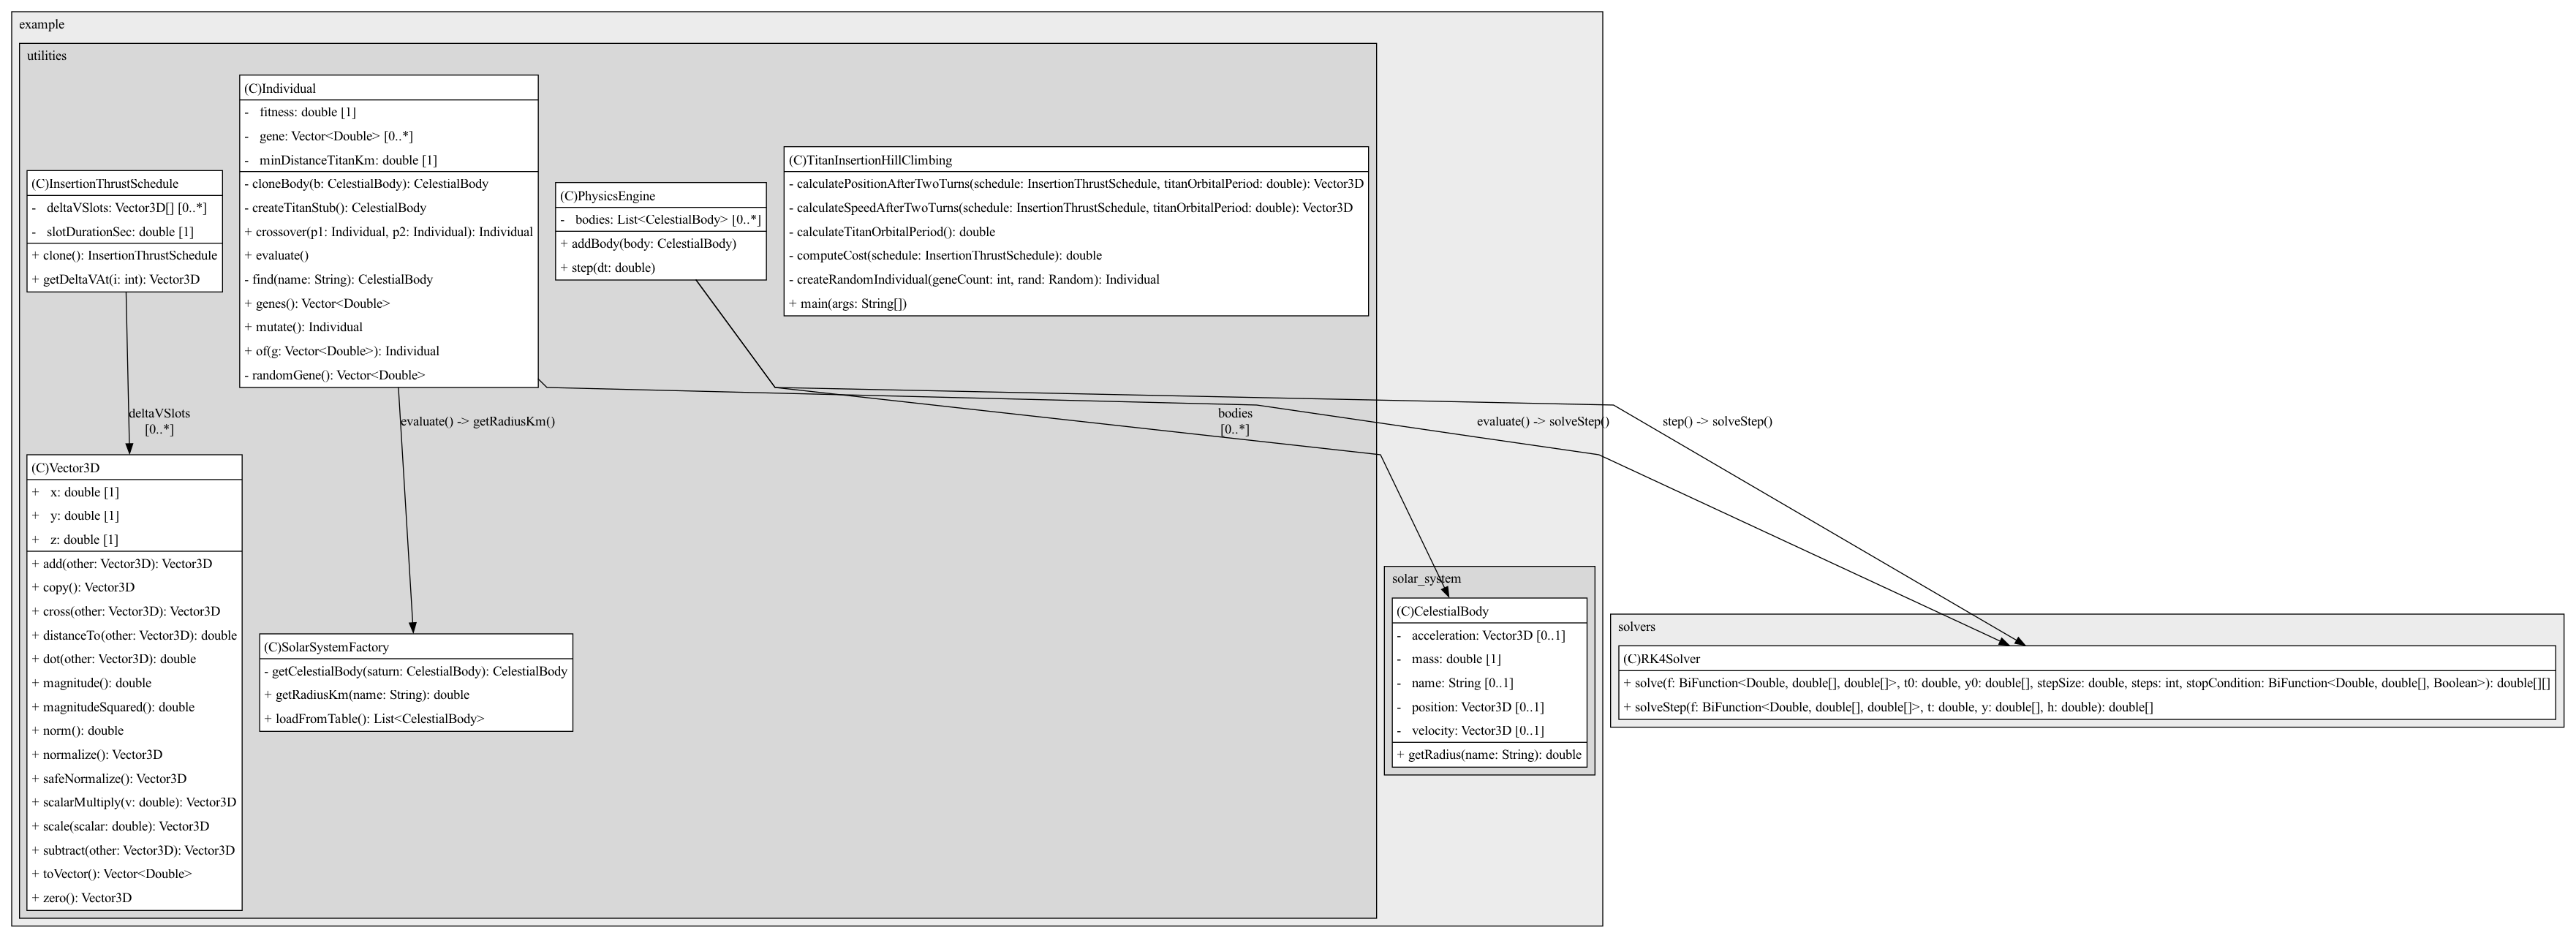 example
utilities
(C)InsertionThrustSchedule
- deltaVSlots: Vector3D[] [0..*]
- slotDurationSec: double [1]
+ clone(): InsertionThrustSchedule
+ getDeltaVAt(i: int): Vector3D
(C)Individual
- fitness: double [1]
- gene: Vector<Double> [0..*]
- minDistanceTitanKm: double [1]
- cloneBody(b: CelestialBody): CelestialBody
- createTitanStub(): CelestialBody
+ crossover(p1: Individual, p2: Individual): Individual
+ evaluate()
- find(name: String): CelestialBody
+ genes(): Vector<Double>
+ mutate(): Individual
+ of(g: Vector<Double>): Individual
- randomGene(): Vector<Double>
(C)PhysicsEngine
- bodies: List<CelestialBody> [0..*]
+ addBody(body: CelestialBody)
+ step(dt: double)
(C)TitanInsertionHillClimbing
- calculatePositionAfterTwoTurns(schedule: InsertionThrustSchedule, titanOrbitalPeriod: double): Vector3D
- calculateSpeedAfterTwoTurns(schedule: InsertionThrustSchedule, titanOrbitalPeriod: double): Vector3D
- calculateTitanOrbitalPeriod(): double
- computeCost(schedule: InsertionThrustSchedule): double
- createRandomIndividual(geneCount: int, rand: Random): Individual
+ main(args: String[])
deltaVSlots
[0..*]
evaluate() -> getRadiusKm()
bodies
[0..*]
evaluate() -> solveStep()
step() -> solveStep()
(C)Vector3D
+ x: double [1]
+ y: double [1]
+ z: double [1]
+ add(other: Vector3D): Vector3D
+ copy(): Vector3D
+ cross(other: Vector3D): Vector3D
+ distanceTo(other: Vector3D): double
+ dot(other: Vector3D): double
+ magnitude(): double
+ magnitudeSquared(): double
+ norm(): double
+ normalize(): Vector3D
+ safeNormalize(): Vector3D
+ scalarMultiply(v: double): Vector3D
+ scale(scalar: double): Vector3D
+ subtract(other: Vector3D): Vector3D
+ toVector(): Vector<Double>
+ zero(): Vector3D
(C)SolarSystemFactory
- getCelestialBody(saturn: CelestialBody): CelestialBody
+ getRadiusKm(name: String): double
+ loadFromTable(): List<CelestialBody>
solar_system
(C)CelestialBody
- acceleration: Vector3D [0..1]
- mass: double [1]
- name: String [0..1]
- position: Vector3D [0..1]
- velocity: Vector3D [0..1]
+ getRadius(name: String): double
solvers
(C)RK4Solver
+ solve(f: BiFunction<Double, double[], double[]>, t0: double, y0: double[], stepSize: double, steps: int, stopCondition: BiFunction<Double, double[], Boolean>): double[][]
+ solveStep(f: BiFunction<Double, double[], double[]>, t: double, y: double[], h: double): double[]